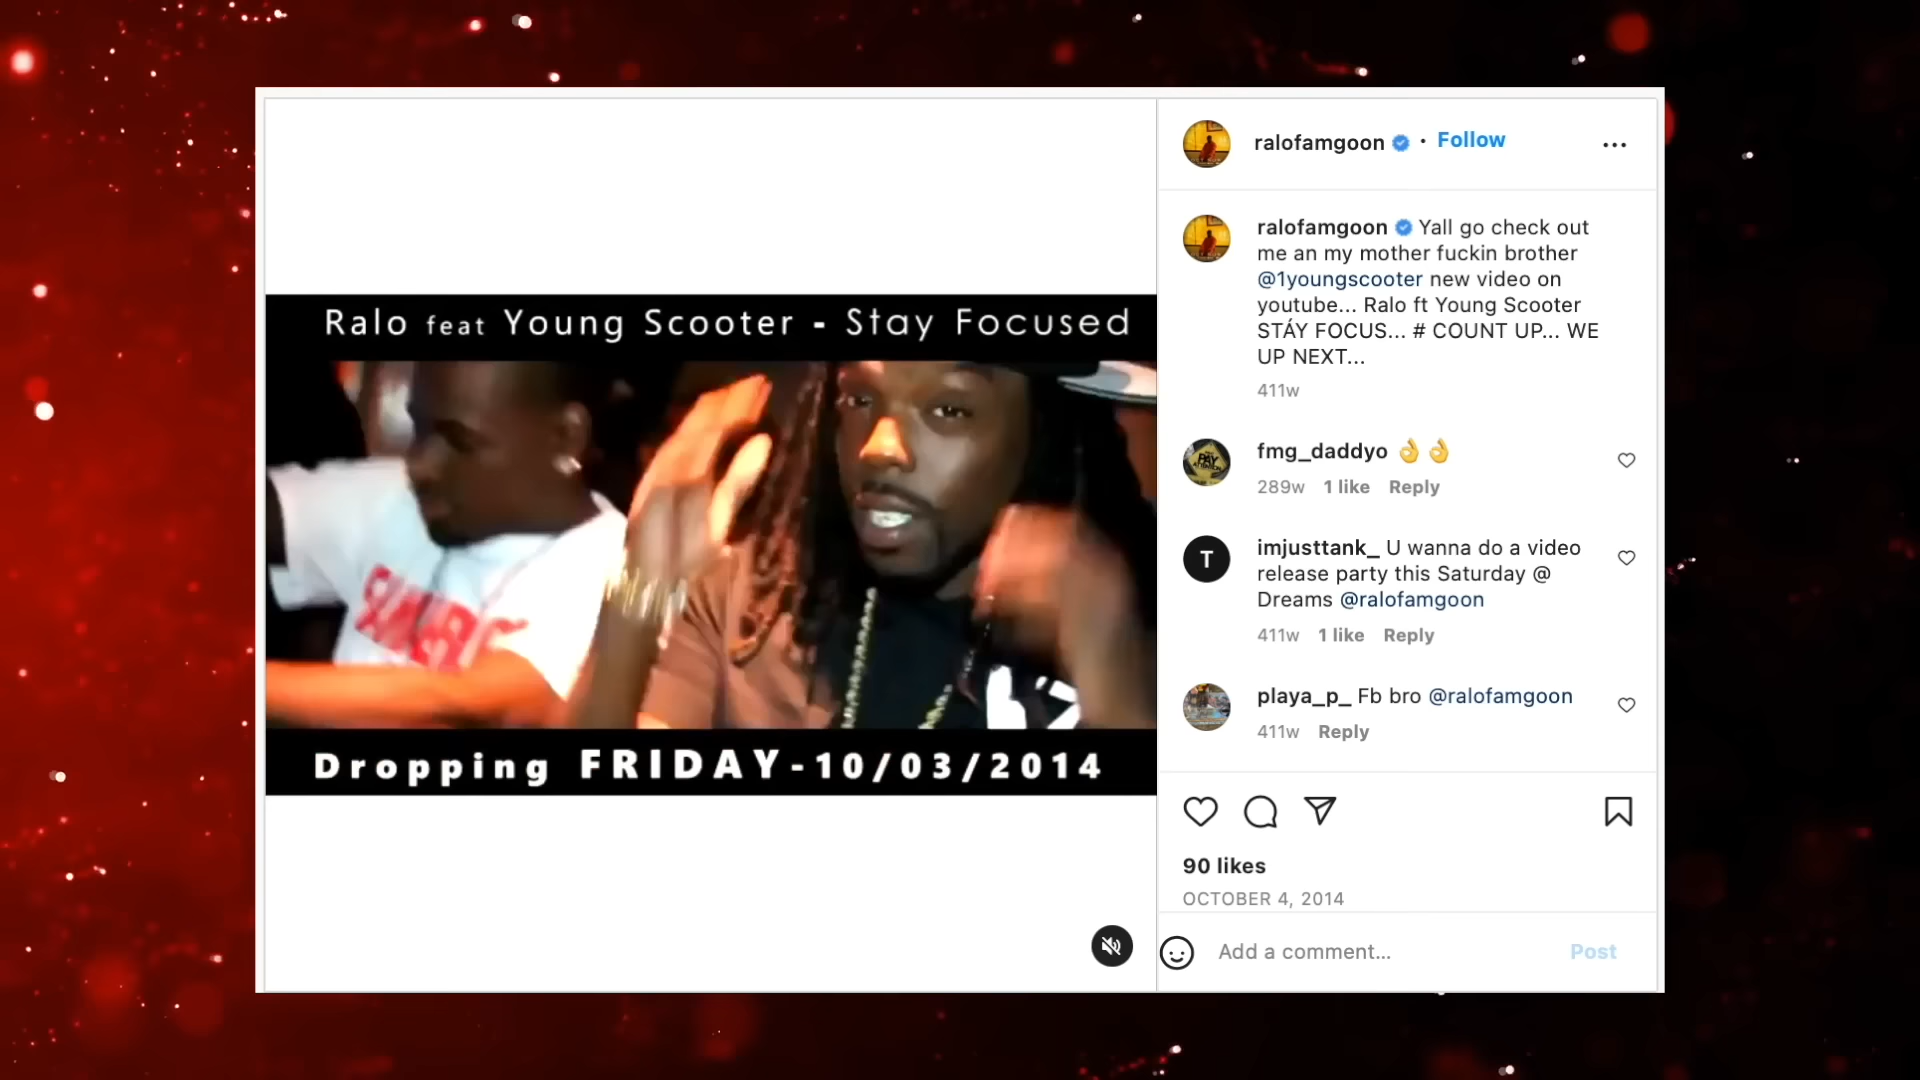 Ralo feat Young Scooter - Stay Focused
Dropping FRIDAY-10/03/2014
ralofamgoon • Follow
ralofamgoon Yall go check out
me an my mother fuckin brother
@1youngscooter new video on
youtube... Ralo ft Young Scooter
STÁY FOCUS... # COUNT UP... WE
UP NEXT...
411w
PAY
fmg_daddyo 👌👌
289w 1 like Reply
T
imjusttank_ U wanna do a video
release party this Saturday @
Dreams @ralofamgoon
411w 1 like Reply
playa_p_ Fb bro @ralofamgoon
411w Reply
90 likes
OCTOBER 4, 2014
Add a comment... Post